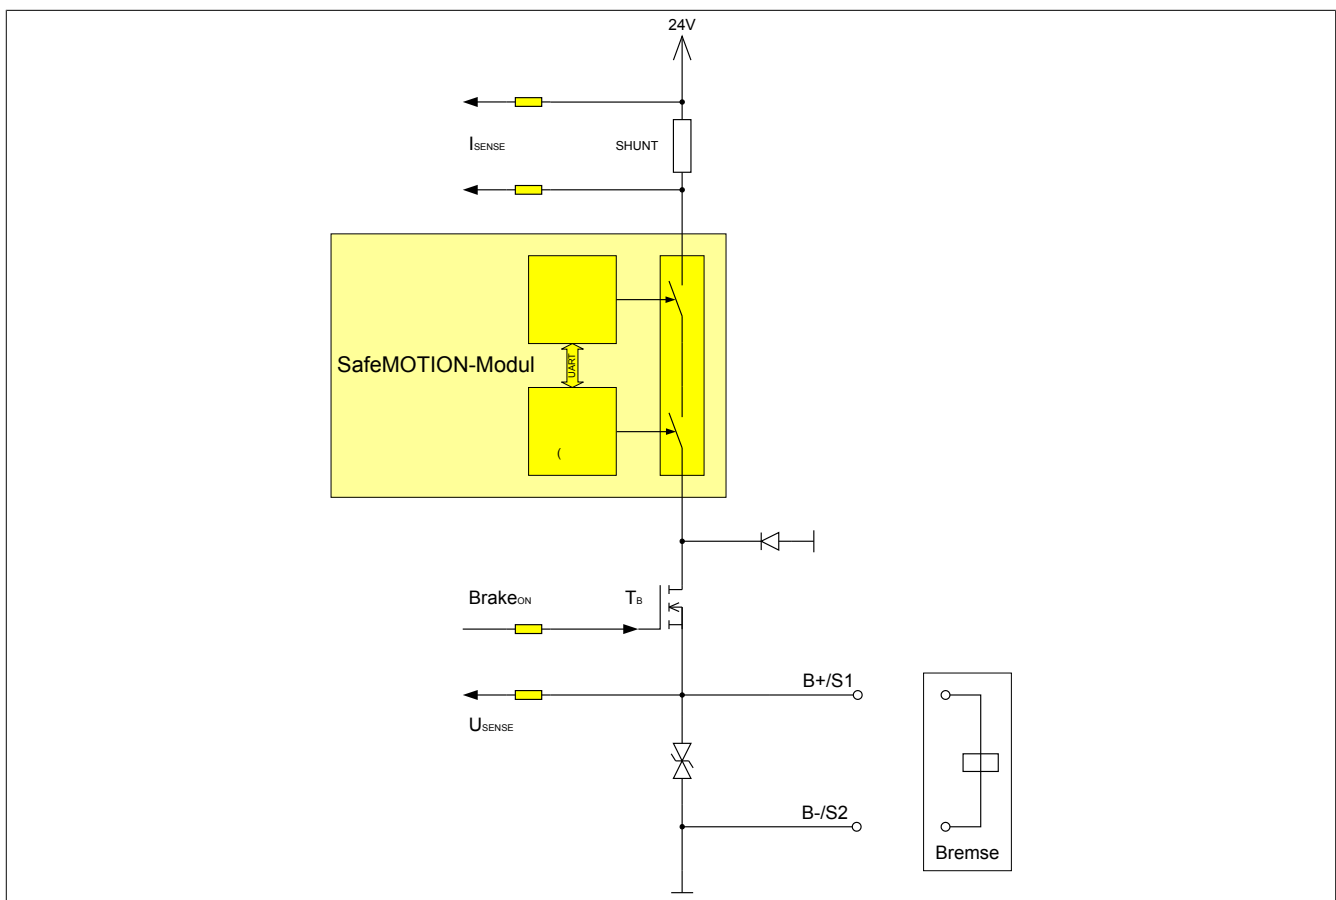 24V
ISENSE
SHUNT
SafeMOTION-Modul
UART
(
BrakeON
TB
B+/S1
USENSE
B-/S2
Bremse